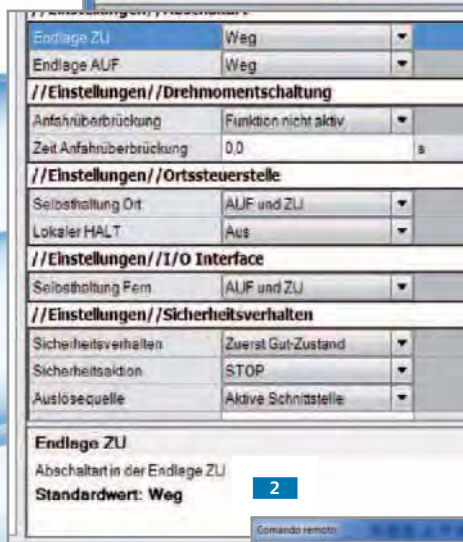 //Einstellungen//Abschaltart
Endlage ZU Weg
Endlage AUF Weg
//Einstellungen//Drehmomentschaltung
Anfahrüberbrückung Funktion nicht aktiv
Zeit Anfahrüberbrückung 0,0 s
//Einstellungen//Ortssteuerstelle
Selbsthaltung Ort AUF und ZU
Lokaler HALT Aus
//Einstellungen//I/O Interface
Selbsthaltung Fern AUF und ZU
//Einstellungen//Sicherheitsverhalten
Sicherheitsverhalten Zuerst Gut-Zustand
Sicherheitsaktion STOP
Auslösequelle Aktive Schnittstelle
Endlage ZU
Abschaltart in der Endlage ZU
Standardwert: Weg
2
Comando remoto